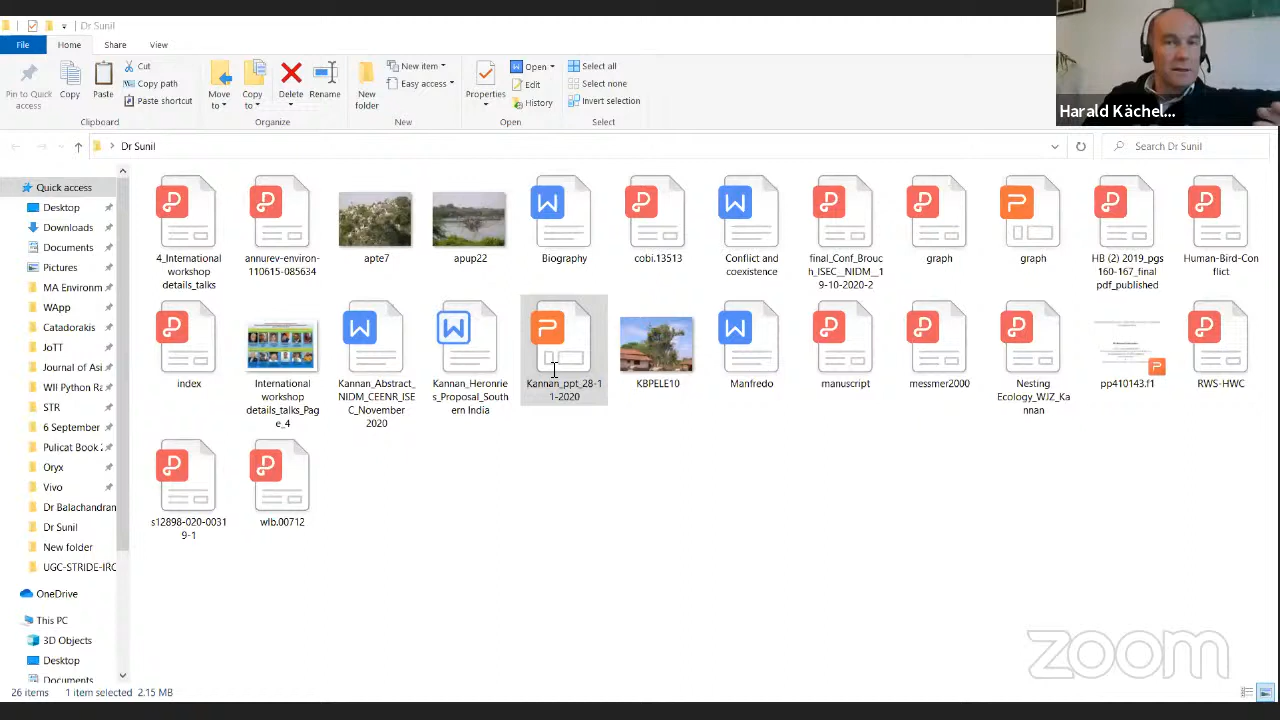 Dr Sunil
File
Home
Share
View
Pin to Quick
access
Copy
Paste
Cut
Copy path
Paste shortcut
Move
to
Copy
to
Delete
Rename
New
folder
New item
Easy access
Properties
Open
Edit
History
Select all
Select none
Invert selection
Clipboard
Organize
New
Open
Select
Harald Kächel...
Dr Sunil
Search Dr Sunil
Quick access
Desktop
Downloads
Documents
Pictures
MA Environm
WApp
Catadorakis
JoTT
Journal of Asi
WII Python Ra
STR
6 September
Pulicat Book
Oryx
Vivo
Dr Balachandran
Dr Sunil
New folder
UGC-STRIDE-IRC
OneDrive
This PC
3D Objects
Desktop
Documents
4_International
workshop
details_talks
annurev-environ-
110615-085634
apte7
apup22
Biography
cobi.13513
Conflict and
coexistence
final_Conf_Brouc
h_ISEC__NIDM__1
9-10-2020-2
graph
graph
HB (2) 2019_pgs
160-167_final
pdf_published
Human-Bird-Con
flict
index
International
workshop
details_talks_Pag
e_4
Kannan_Abstract_
NIDM_CEENR_ISE
C_November
2020
Kannan_Heronrie
s_Proposal_South
ern India
Kannan_ppt_28-1
1-2020
KBPELE10
Manfredo
manuscript
messmer2000
Nesting
Ecology_WJZ_Ka
nnan
pp410143.f1
RWS-HWC
s12898-020-0031
9-1
wlb.00712
26 items
1 item selected 2.15 MB
zoom